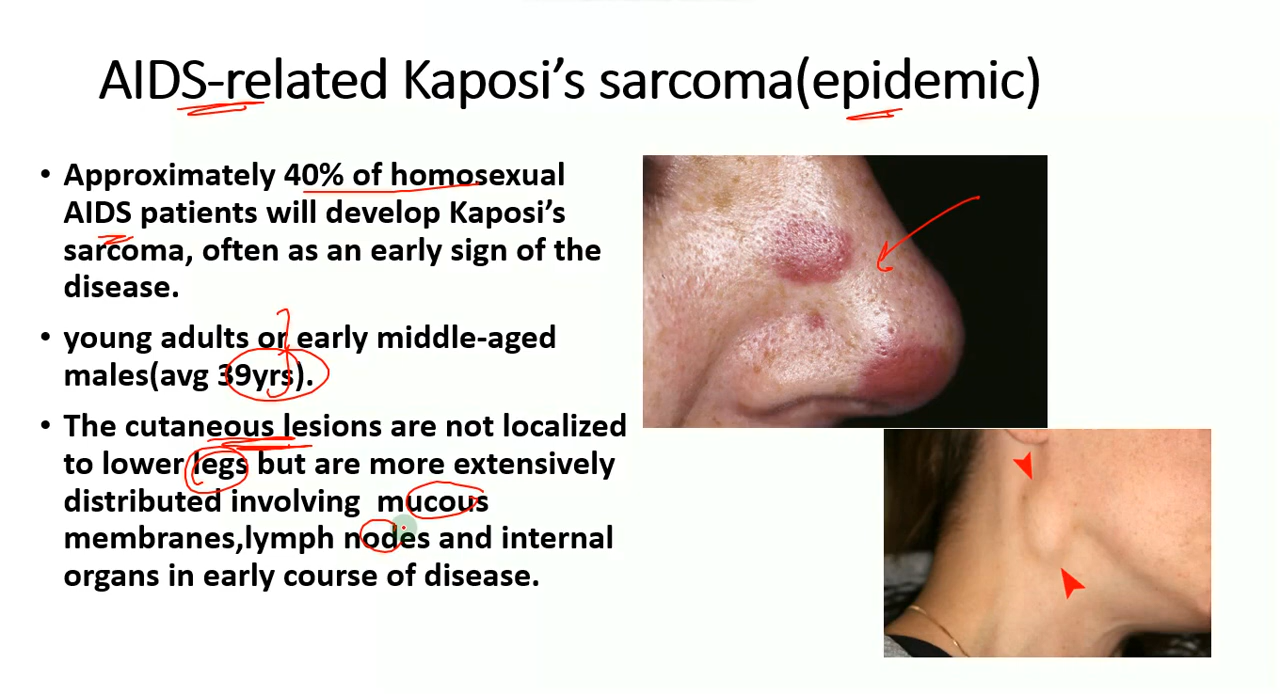 AIDS-related Kaposi's sarcoma(epidemic)
• Approximately 40% of homosexual
AIDS patients will develop Kaposi's
sarcoma, often as an early sign of the
disease.
• young adults or early middle-aged
males(avg 39yrs).
• The cutaneous lesions are not localized
to lower legs but are more extensively
distributed involving mucous
membranes,lymph nodes and internal
organs in early course of disease.